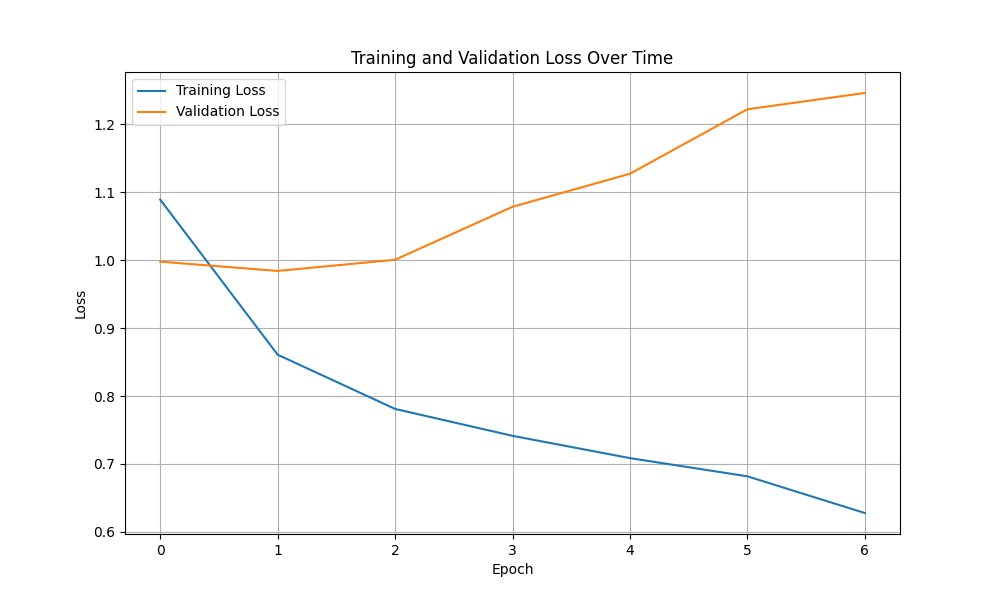 Training and Validation Loss Over Time
Training Loss
Validation Loss
1.2
1.1
1.0
0.9
0.8
0.7
0.6
Loss
0 1 2 3 4 5 6
Epoch